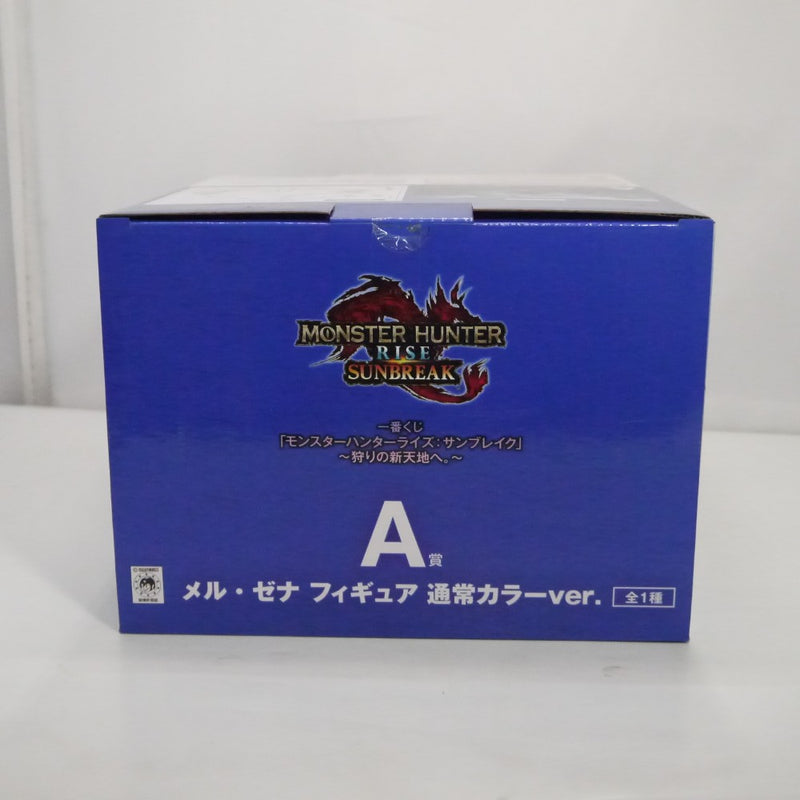 MONSTER HUNTER
RISE
SUNBREAK
一番くじ
「モンスターハンターライズ:サンブレイク」
～狩りの新天地へ。～
A賞
メル・ゼナ フィギュア 通常カラーver. 全1種